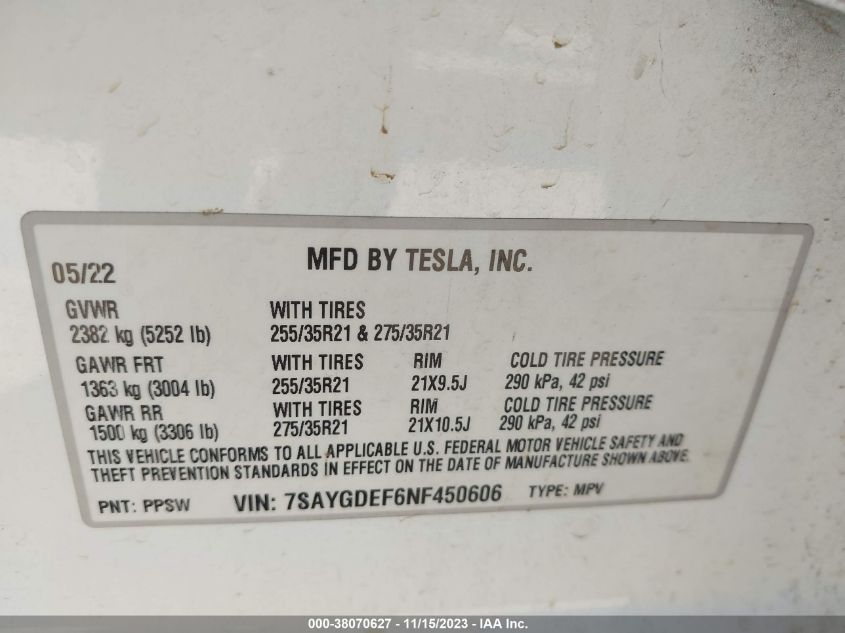 MFD BY TESLA, INC.
05/22
GVWR WITH TIRES
2382 kg (5252 lb) 255/35R21 & 275/35R21
GAWR FRT WITH TIRES RIM COLD TIRE PRESSURE
1363 kg (3004 lb) 255/35R21 21X9.5J 290 kPa, 42 psi
GAWR RR WITH TIRES RIM COLD TIRE PRESSURE
1500 kg (3306 lb) 275/35R21 21X10.5J 290 kPa, 42 psi
THIS VEHICLE CONFORMS TO ALL APPLICABLE U.S. FEDERAL MOTOR VEHICLE SAFETY AND
THEFT PREVENTION STANDARDS IN EFFECT ON THE DATE OF MANUFACTURE SHOWN ABOVE.
PNT: PPSW VIN: 7SAYGDEF6NF450606 TYPE: MPV
000-38070627 - 11/15/2023 - IAA Inc.